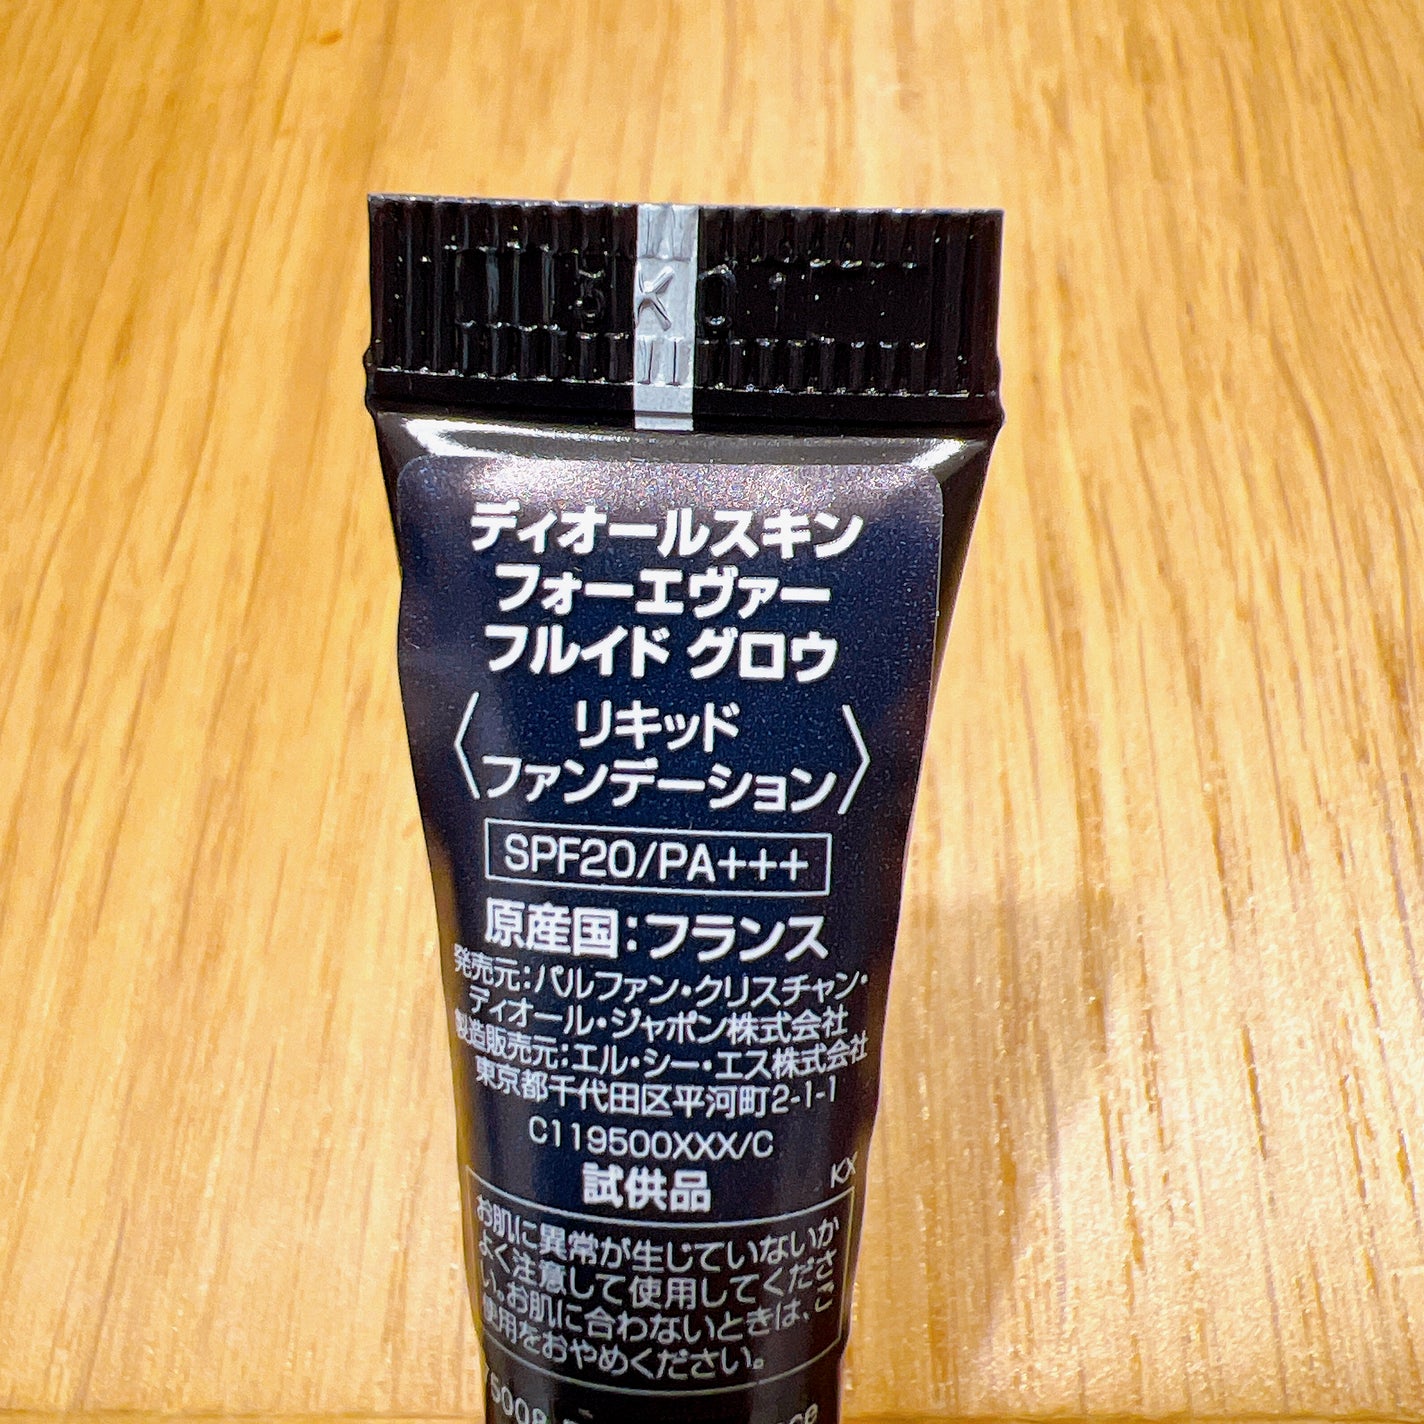 ディオールスキン
フォーエヴァー
フルイド グロウ
〈リキッド
ファンデーション〉
SPF20/PA+++
原産国:フランス
発売元:パルファン・クリスチャン・
ディオール・ジャポン株式会社
製造販売元:エル・シー・エス株式会社
東京都千代田区平河町2-1-1
C119500XXX/C
KX
試供品
お肌に異常が生じていないか
よく注意して使用してくださ
い。お肌に合わないときは、ご
使用をおやめください。